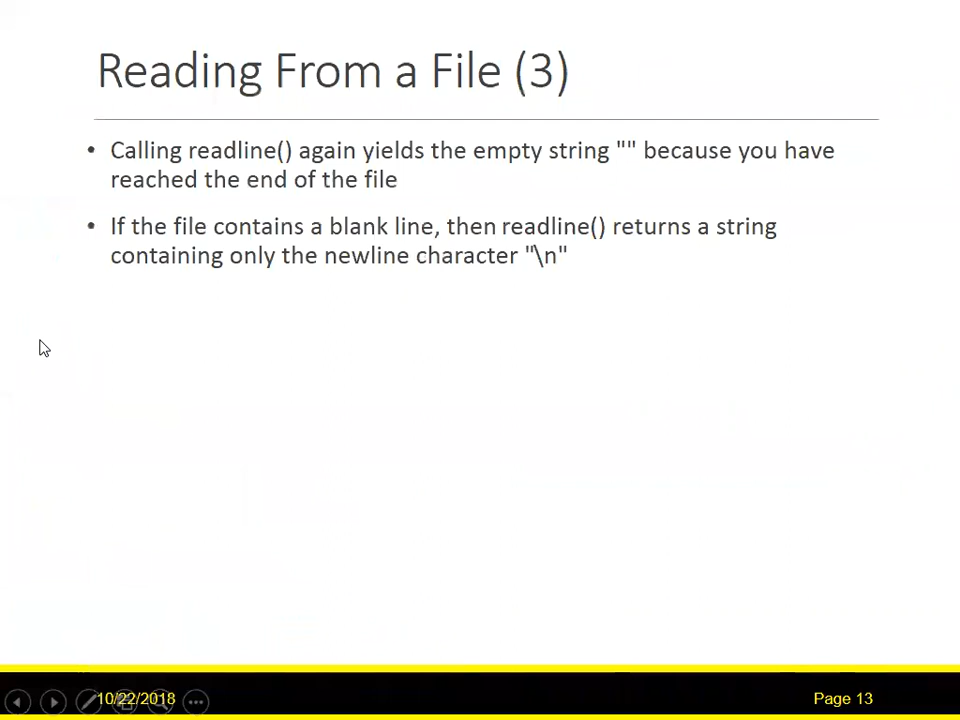 Reading From a File (3)
• Calling readline() again yields the empty string "" because you have
reached the end of the file
• If the file contains a blank line, then readline() returns a string
containing only the newline character "\n"
10/22/2018
Page 13